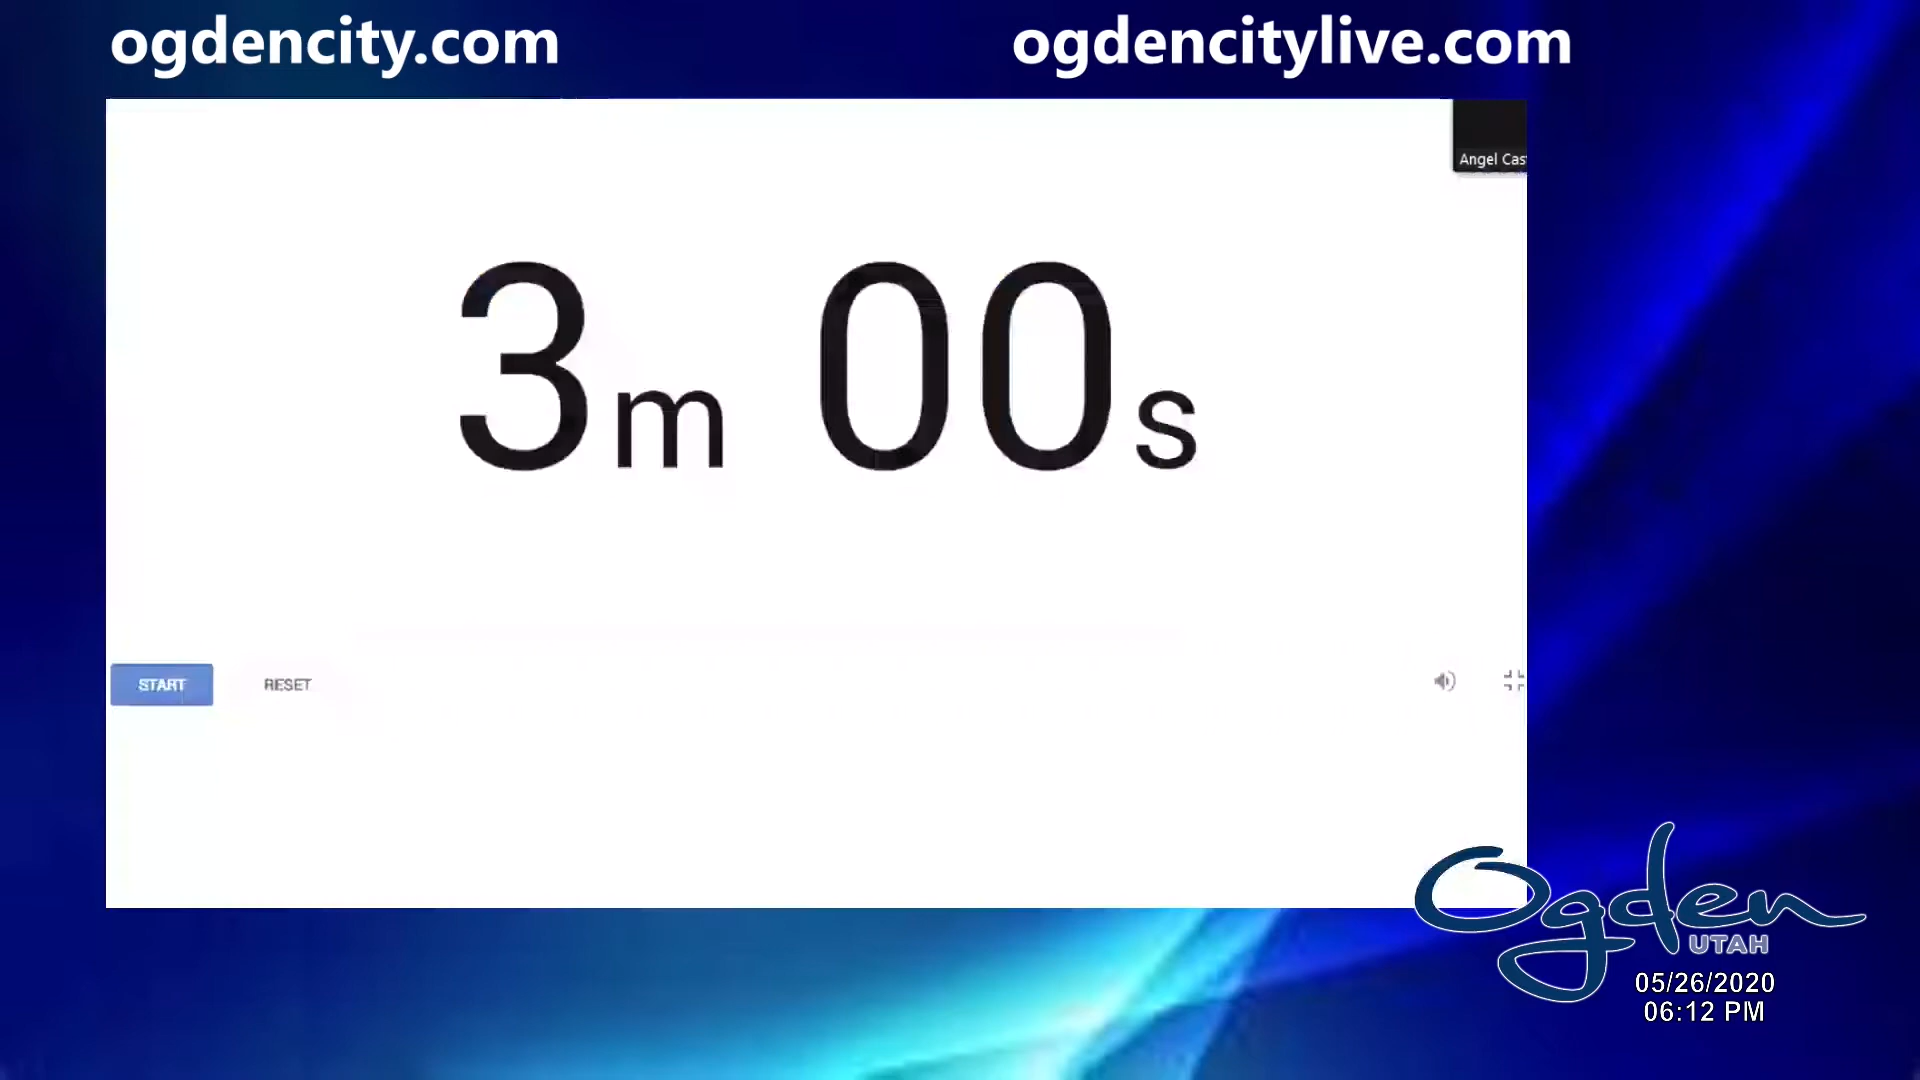 ogdencity.com
ogdencitylive.com
Angel Cas
3m 00s
START
RESET
Ogden
UTAH
05/26/2020
06:12 PM